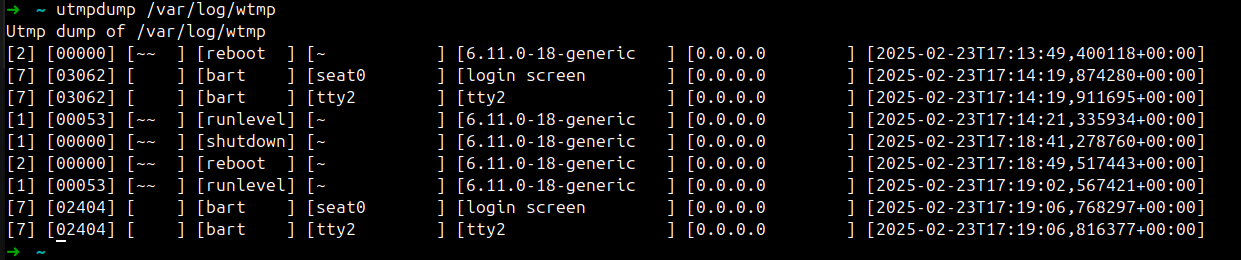 ➜ ~ utmpdump /var/log/wtmp
Utmp dump of /var/log/wtmp
[2] [00000] [~~  ] [reboot  ] [~           ] [6.11.0-18-generic   ] [0.0.0.0        ] [2025-02-23T17:13:49,400118+00:00]
[7] [03062] [    ] [bart    ] [seat0       ] [login screen        ] [0.0.0.0        ] [2025-02-23T17:14:19,874280+00:00]
[7] [03062] [    ] [bart    ] [tty2        ] [tty2                ] [0.0.0.0        ] [2025-02-23T17:14:19,911695+00:00]
[1] [00053] [~~  ] [runlevel] [~           ] [6.11.0-18-generic   ] [0.0.0.0        ] [2025-02-23T17:14:21,335934+00:00]
[1] [00000] [~~  ] [shutdown] [~           ] [6.11.0-18-generic   ] [0.0.0.0        ] [2025-02-23T17:18:41,278760+00:00]
[2] [00000] [~~  ] [reboot  ] [~           ] [6.11.0-18-generic   ] [0.0.0.0        ] [2025-02-23T17:18:49,517443+00:00]
[1] [00053] [~~  ] [runlevel] [~           ] [6.11.0-18-generic   ] [0.0.0.0        ] [2025-02-23T17:19:02,567421+00:00]
[7] [02404] [    ] [bart    ] [seat0       ] [login screen        ] [0.0.0.0        ] [2025-02-23T17:19:06,768297+00:00]
[7] [02404] [    ] [bart    ] [tty2        ] [tty2                ] [0.0.0.0        ] [2025-02-23T17:19:06,816377+00:00]
➜ ~